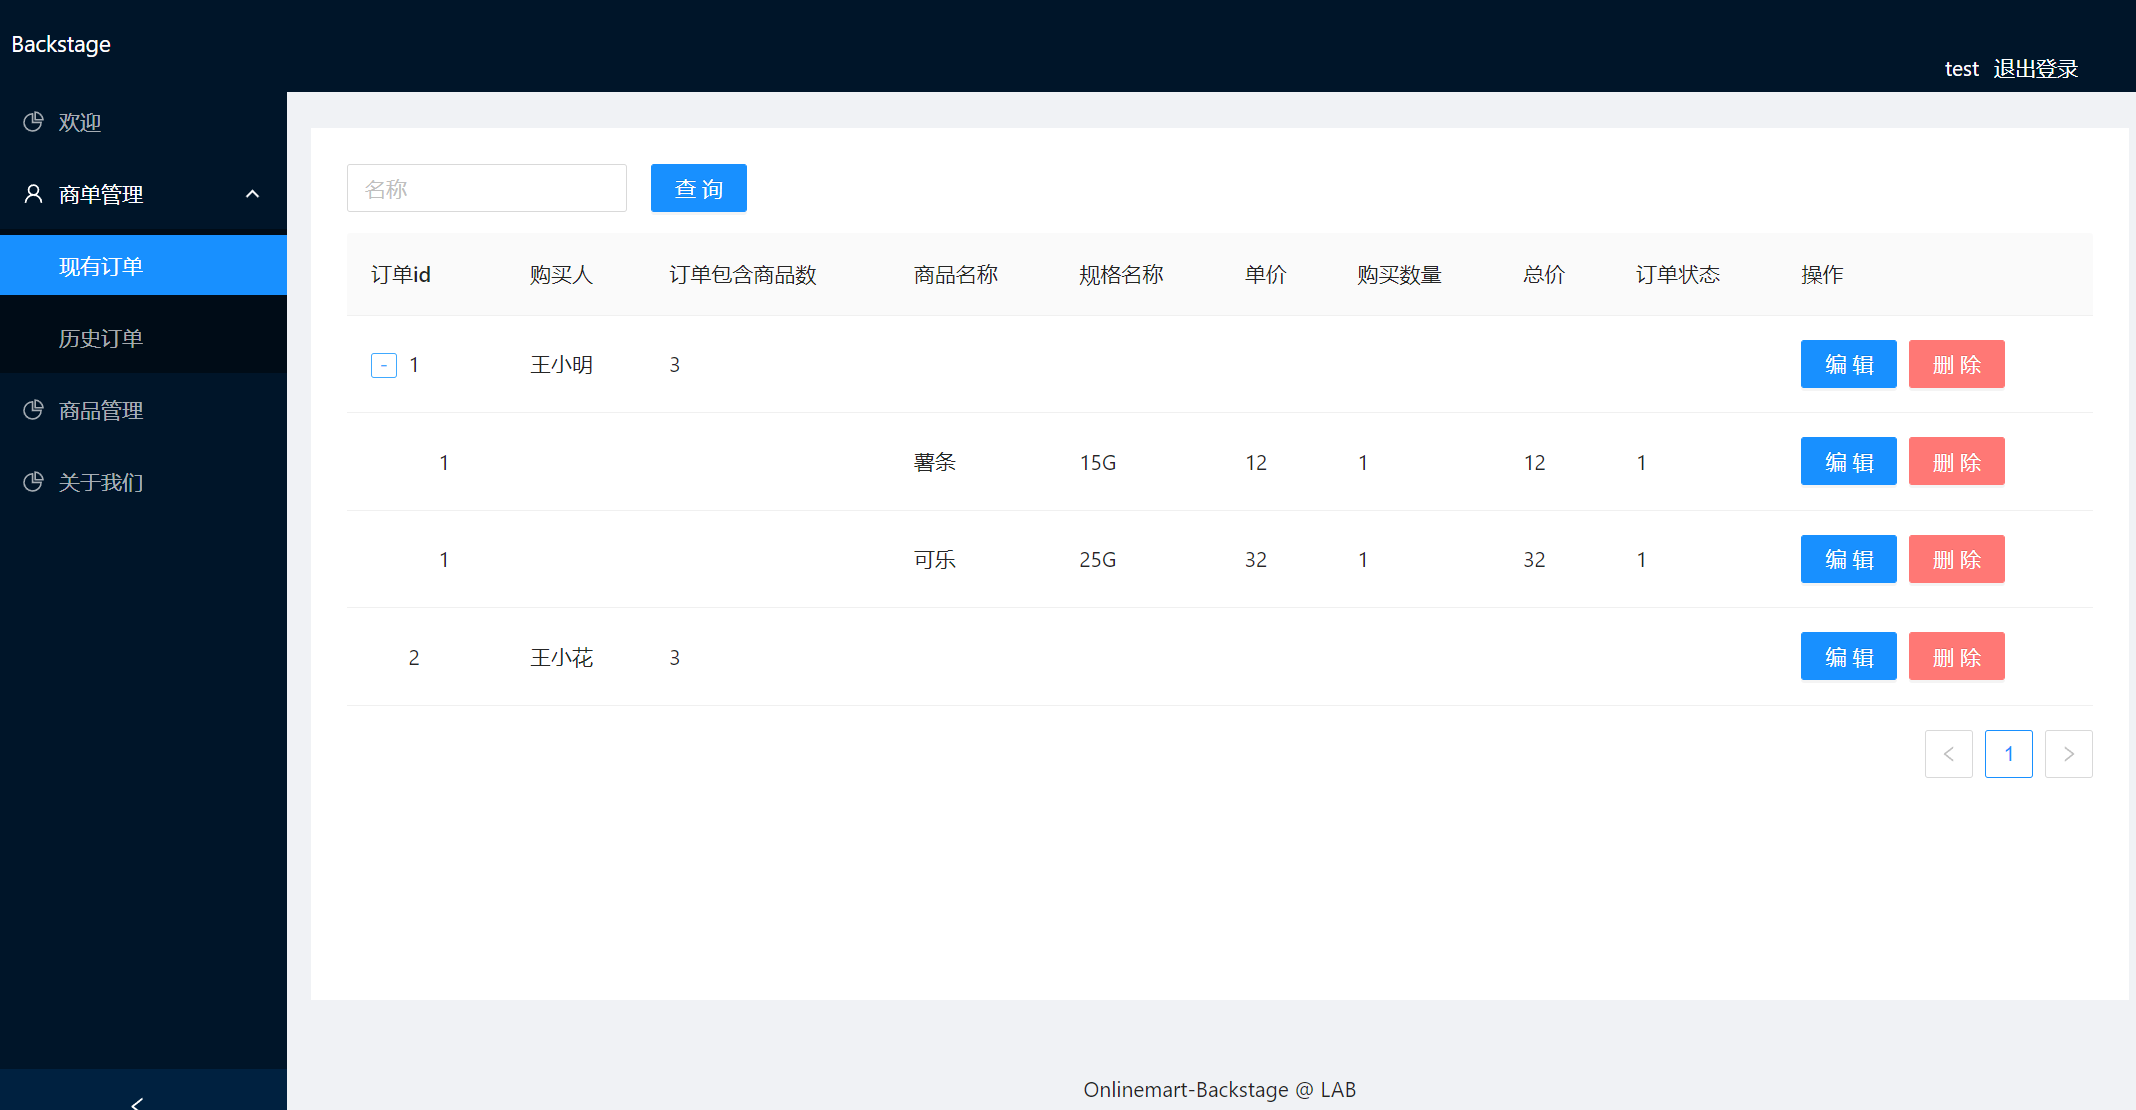 Backstage
test 退出登录
欢迎
商单管理
现有订单
历史订单
商品管理
关于我们
名称 查 询
订单id 购买人 订单包含商品数 商品名称 规格名称 单价 购买数量 总价 订单状态 操作
- 1 王小明 3 编 辑 删 除
1 薯条 15G 12 1 12 1 编 辑 删 除
1 可乐 25G 32 1 32 1 编 辑 删 除
2 王小花 3 编 辑 删 除
< 1 >
Onlinemart-Backstage @ LAB